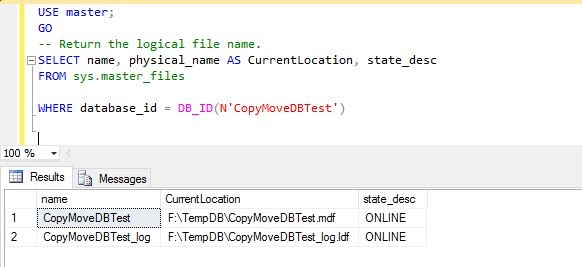 USE master;
GO
-- Return the logical file name.
SELECT name, physical_name AS CurrentLocation, state_desc
FROM sys.master_files
WHERE database_id = DB_ID(N'CopyMoveDBTest')
100 %
Results Messages
name CurrentLocation state_desc
1 CopyMoveDBTest F:\TempDB\CopyMoveDBTest.mdf ONLINE
2 CopyMoveDBTest_log F:\TempDB\CopyMoveDBTest_log.ldf ONLINE